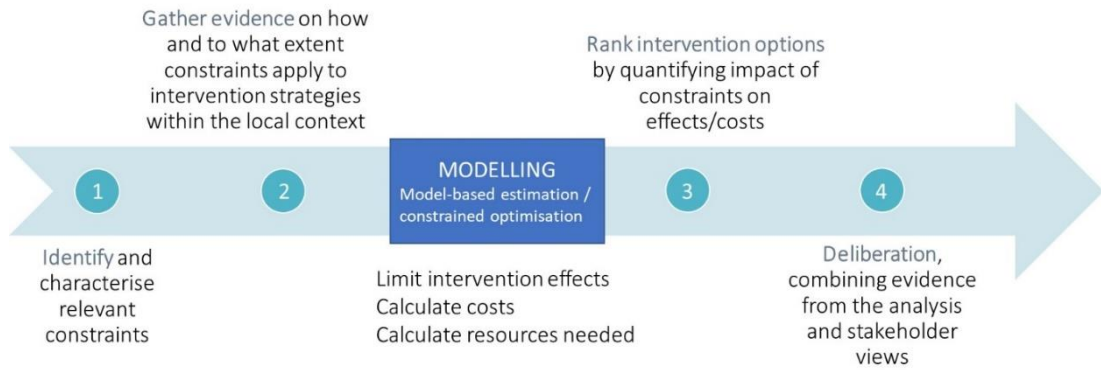 1
Identify and
characterise
relevant
constraints
Gather evidence on how
and to what extent
constraints apply to
intervention strategies
within the local context
2
MODELLING
Model-based estimation /
constrained optimisation
Limit intervention effects
Calculate costs
Calculate resources needed
Rank intervention options
by quantifying impact of
constraints on
effects/costs
3
4
Deliberation,
combining evidence
from the analysis
and stakeholder
views